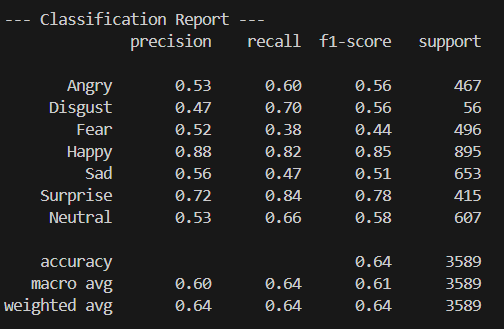 --- Classification Report ---
precision recall f1-score support
Angry 0.53 0.60 0.56 467
Disgust 0.47 0.70 0.56 56
Fear 0.52 0.38 0.44 496
Happy 0.88 0.82 0.85 895
Sad 0.56 0.47 0.51 653
Surprise 0.72 0.84 0.78 415
Neutral 0.53 0.66 0.58 607
accuracy 0.64 3589
macro avg 0.60 0.64 0.61 3589
weighted avg 0.64 0.64 0.64 3589